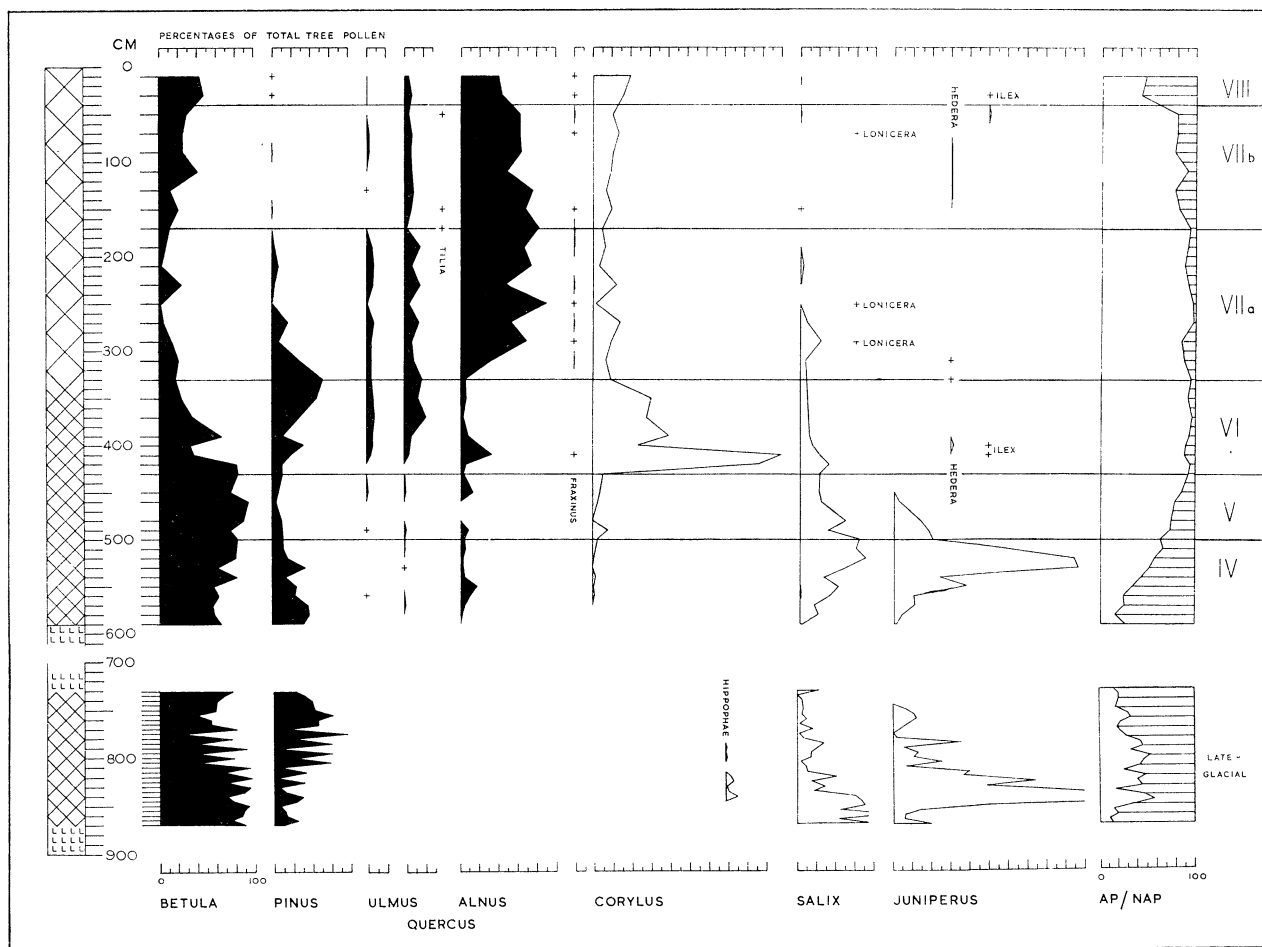 PERCENTAGES OF TOTAL TREE POLLEN
CM
0
100
200
300
400
500
600
700
800
900
TILIA
FRAXINUS
HIPPOPHAE
HEDERA
HEDERA
+ ILEX
+ LONICERA
+ LONICERA
+ LONICERA
+ ILEX
VIII
VII b
VII a
VI
V
IV
LATE-
GLACIAL
0 100
0 100
BETULA PINUS ULMUS ALNUS CORYLUS SALIX JUNIPERUS AP/NAP
QUERCUS